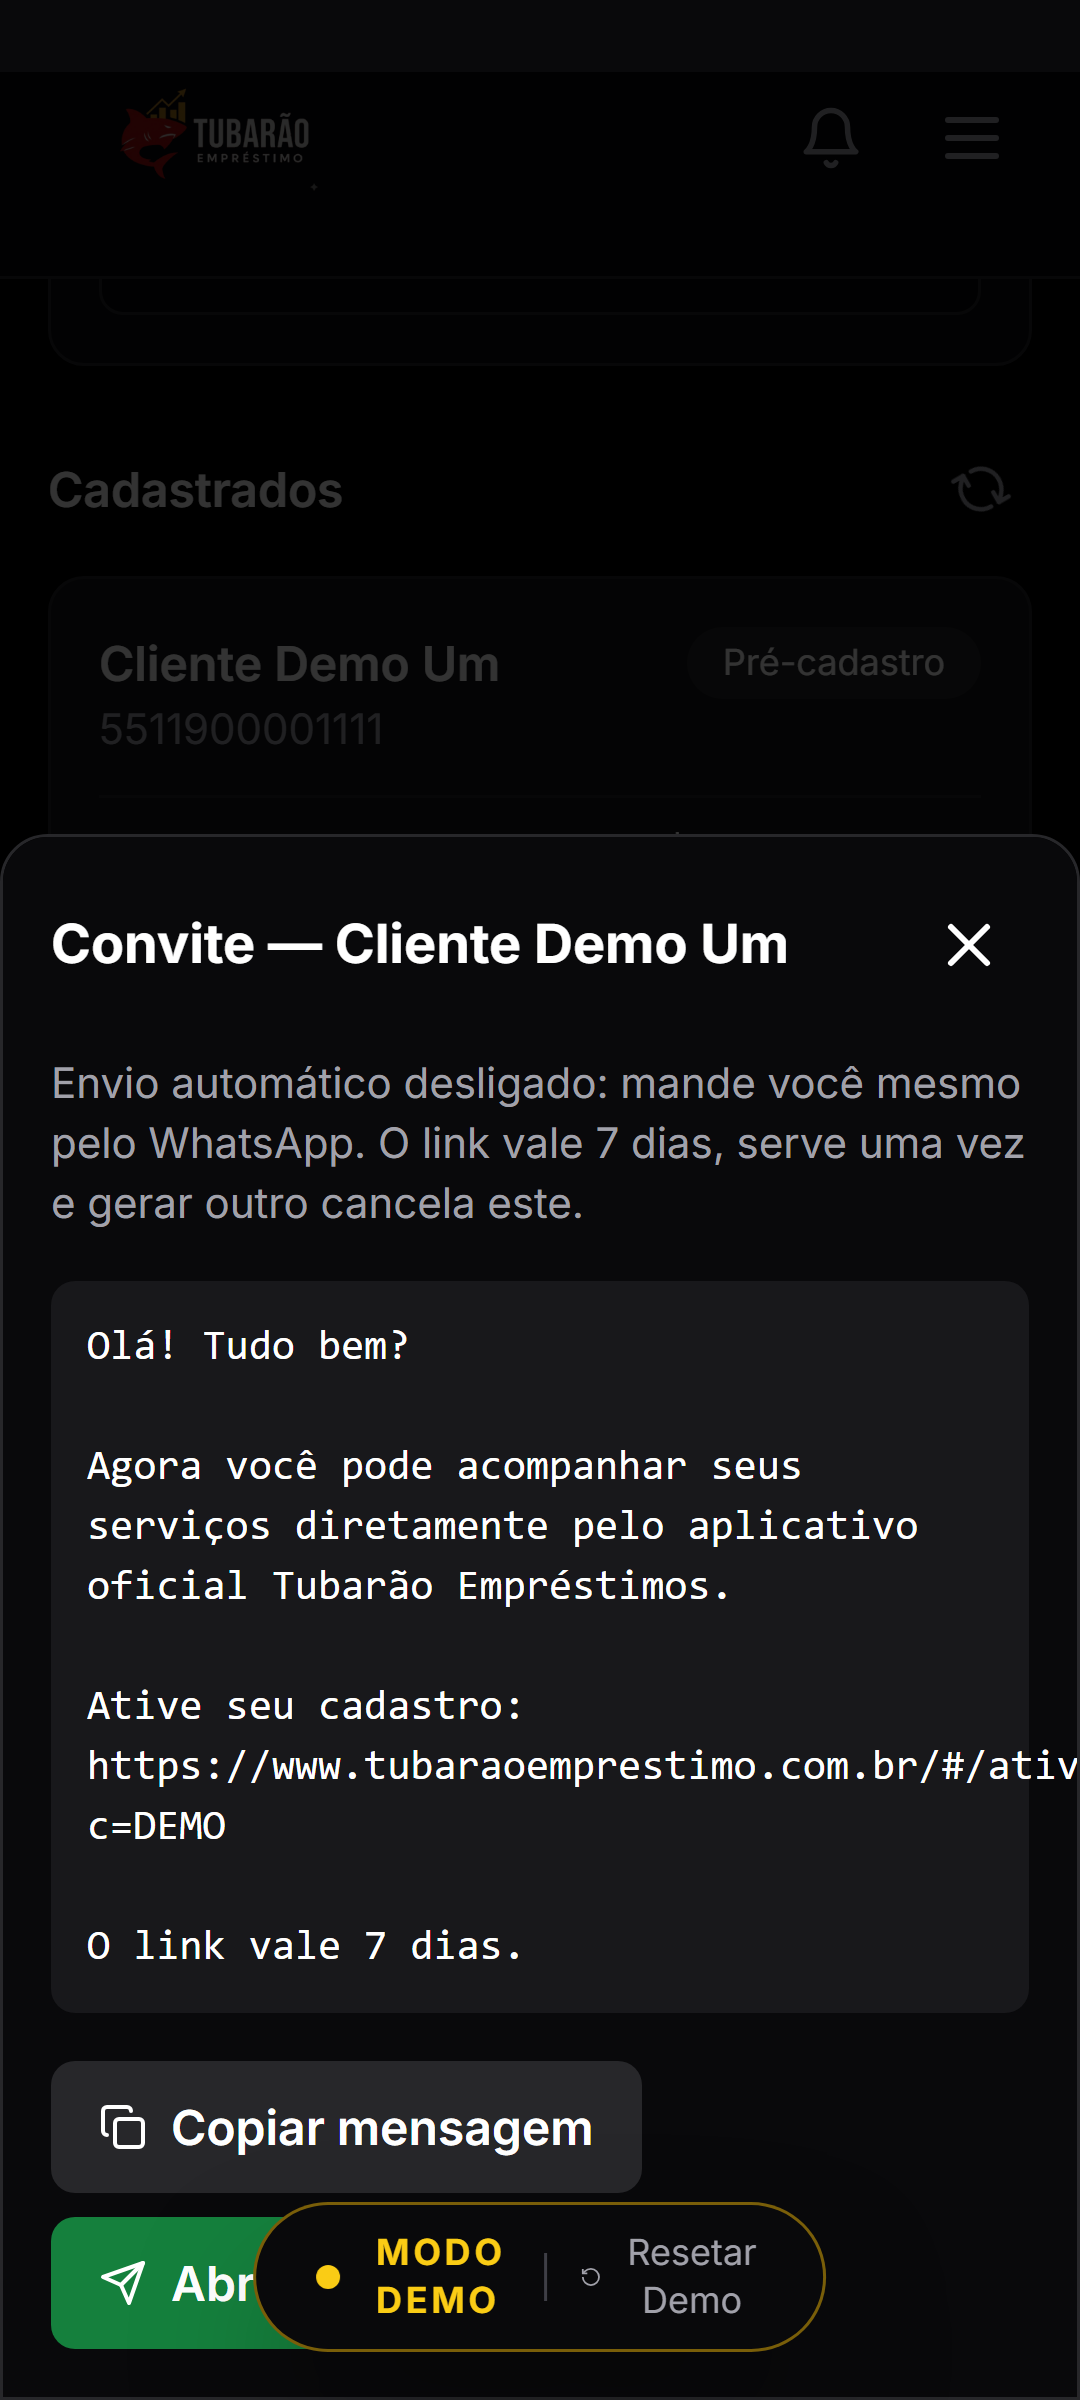 TUBARÃO
EMPRÉSTIMO
Cadastrados
Cliente Demo Um
Pré-cadastro
5511900001111
Convite — Cliente Demo Um
Envio automático desligado: mande você mesmo
pelo WhatsApp. O link vale 7 dias, serve uma vez
e gerar outro cancela este.
Olá! Tudo bem?
Agora você pode acompanhar seus
serviços diretamente pelo aplicativo
oficial Tubarão Empréstimos.
Ative seu cadastro:
https://www.tubaraoemprestimo.com.br/#/ativ
c=DEMO
O link vale 7 dias.
Copiar mensagem
Abr
MODO
DEMO
Resetar
Demo